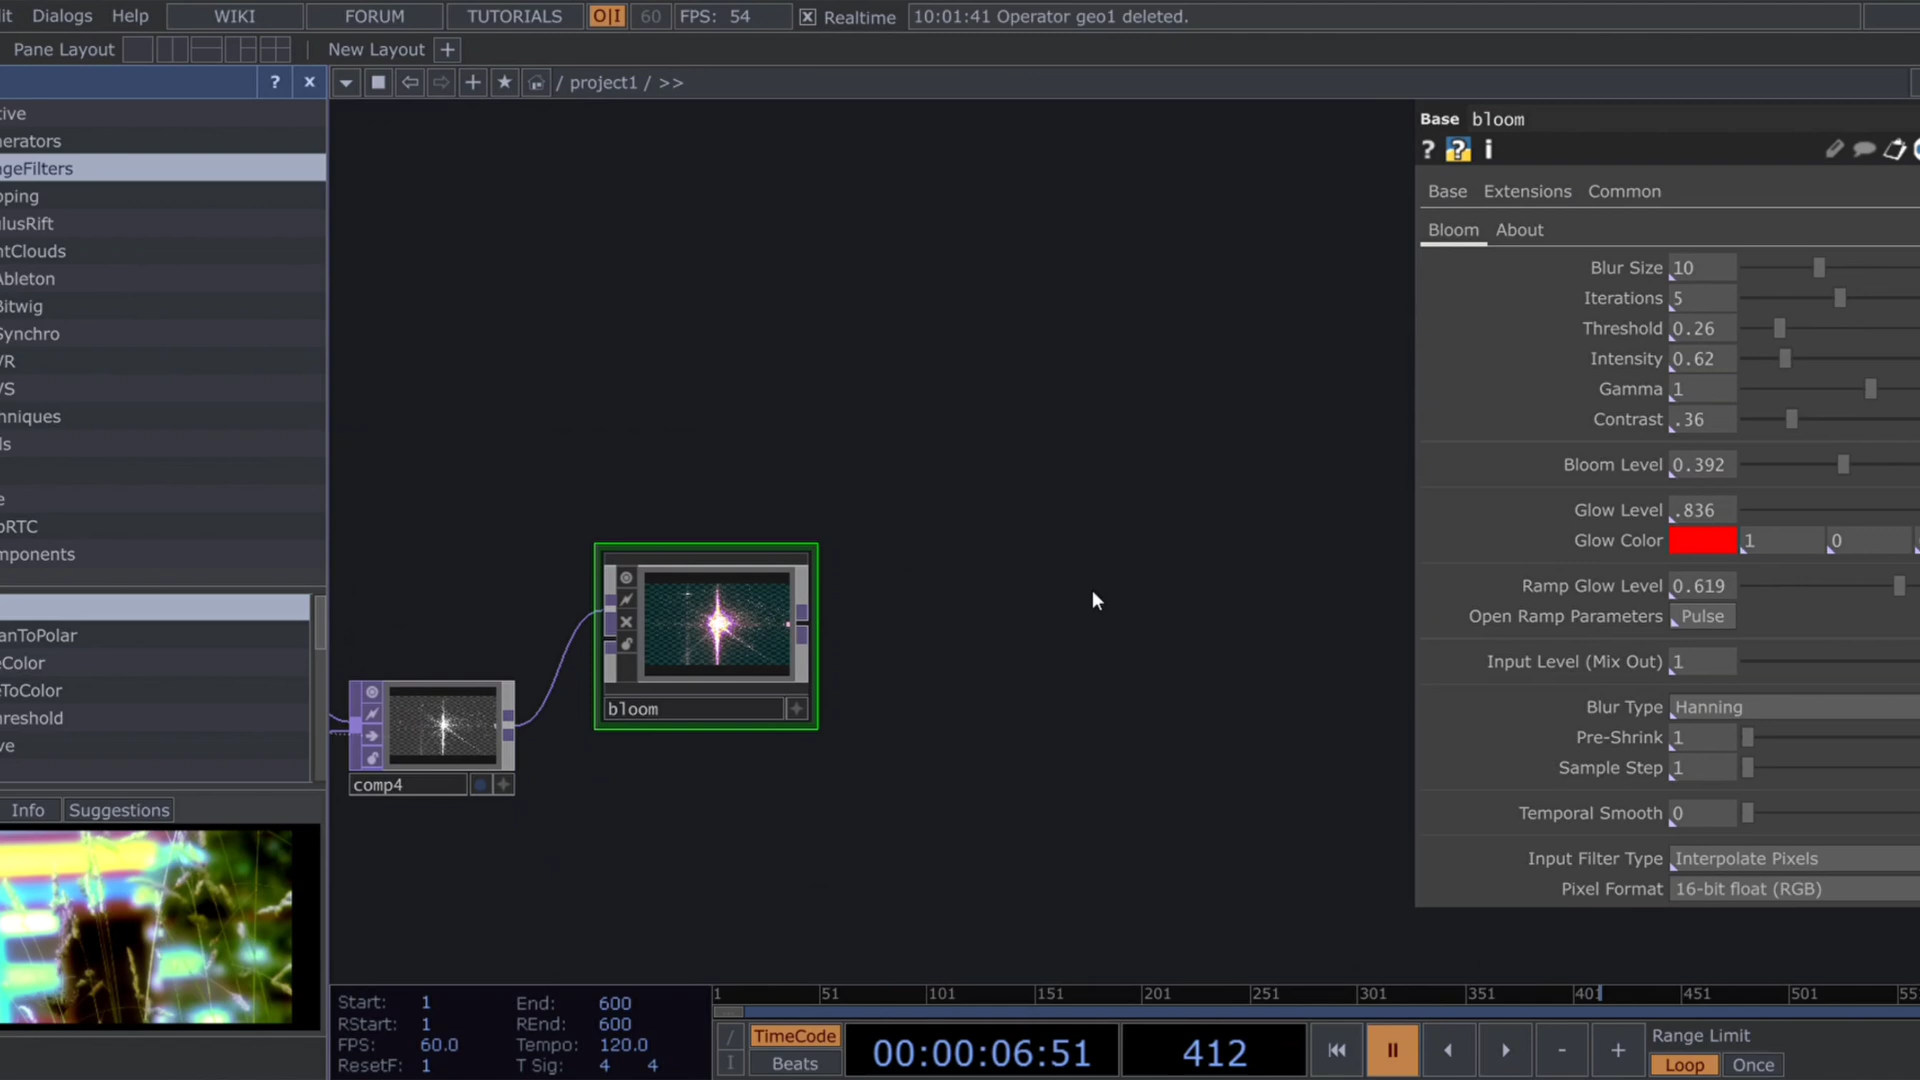 it Dialogs Help WIKI FORUM TUTORIALS O|I 60 FPS: 54 Realtime 10:01:41 Operator geo1 deleted.
Pane Layout New Layout +
? x / project1 / >>
tive
nerators
ageFilters
pping
ulusRift
ntClouds
Ableton
Bitwig
Synchro
VR
VS
hniques
ls
e
bRTC
mponents
anToPolar
eColor
eToColor
hreshold
ve
Info Suggestions
comp4
bloom
Base bloom
? ? i
Base Extensions Common
Bloom About
Blur Size 10
Iterations 5
Threshold 0.26
Intensity 0.62
Gamma 1
Contrast .36
Bloom Level 0.392
Glow Level .836
Glow Color 1 0
Ramp Glow Level 0.619
Open Ramp Parameters Pulse
Input Level (Mix Out) 1
Blur Type Hanning
Pre-Shrink 1
Sample Step 1
Temporal Smooth 0
Input Filter Type Interpolate Pixels
Pixel Format 16-bit float (RGB)
Start: 1 End: 600
RStart: 1 REnd: 600
FPS: 60.0 Tempo: 120.0
ResetF: 1 T Sig: 4 4
1 51 101 151 201 251 301 351 401 451 501 55
/ TimeCode
I Beats
00:00:06:51 412
- +
Range Limit
Loop Once